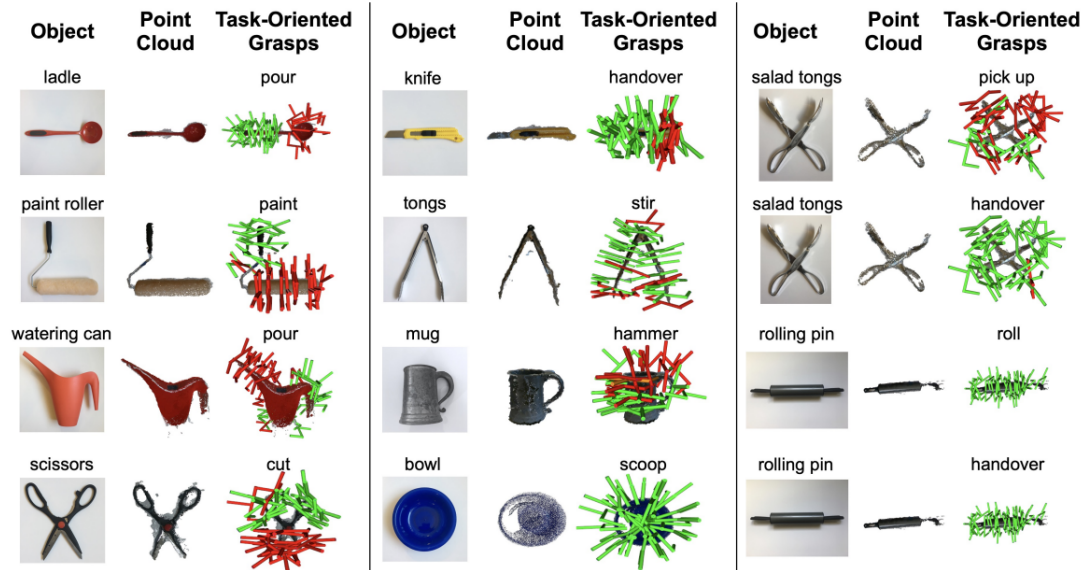 Object
Point
Cloud
Task-Oriented
Grasps
ladle
pour
paint roller
paint
watering can
pour
scissors
cut
Object
Point
Cloud
Task-Oriented
Grasps
knife
handover
tongs
stir
mug
hammer
bowl
scoop
Object
Point
Cloud
Task-Oriented
Grasps
salad tongs
pick up
salad tongs
handover
rolling pin
roll
rolling pin
handover